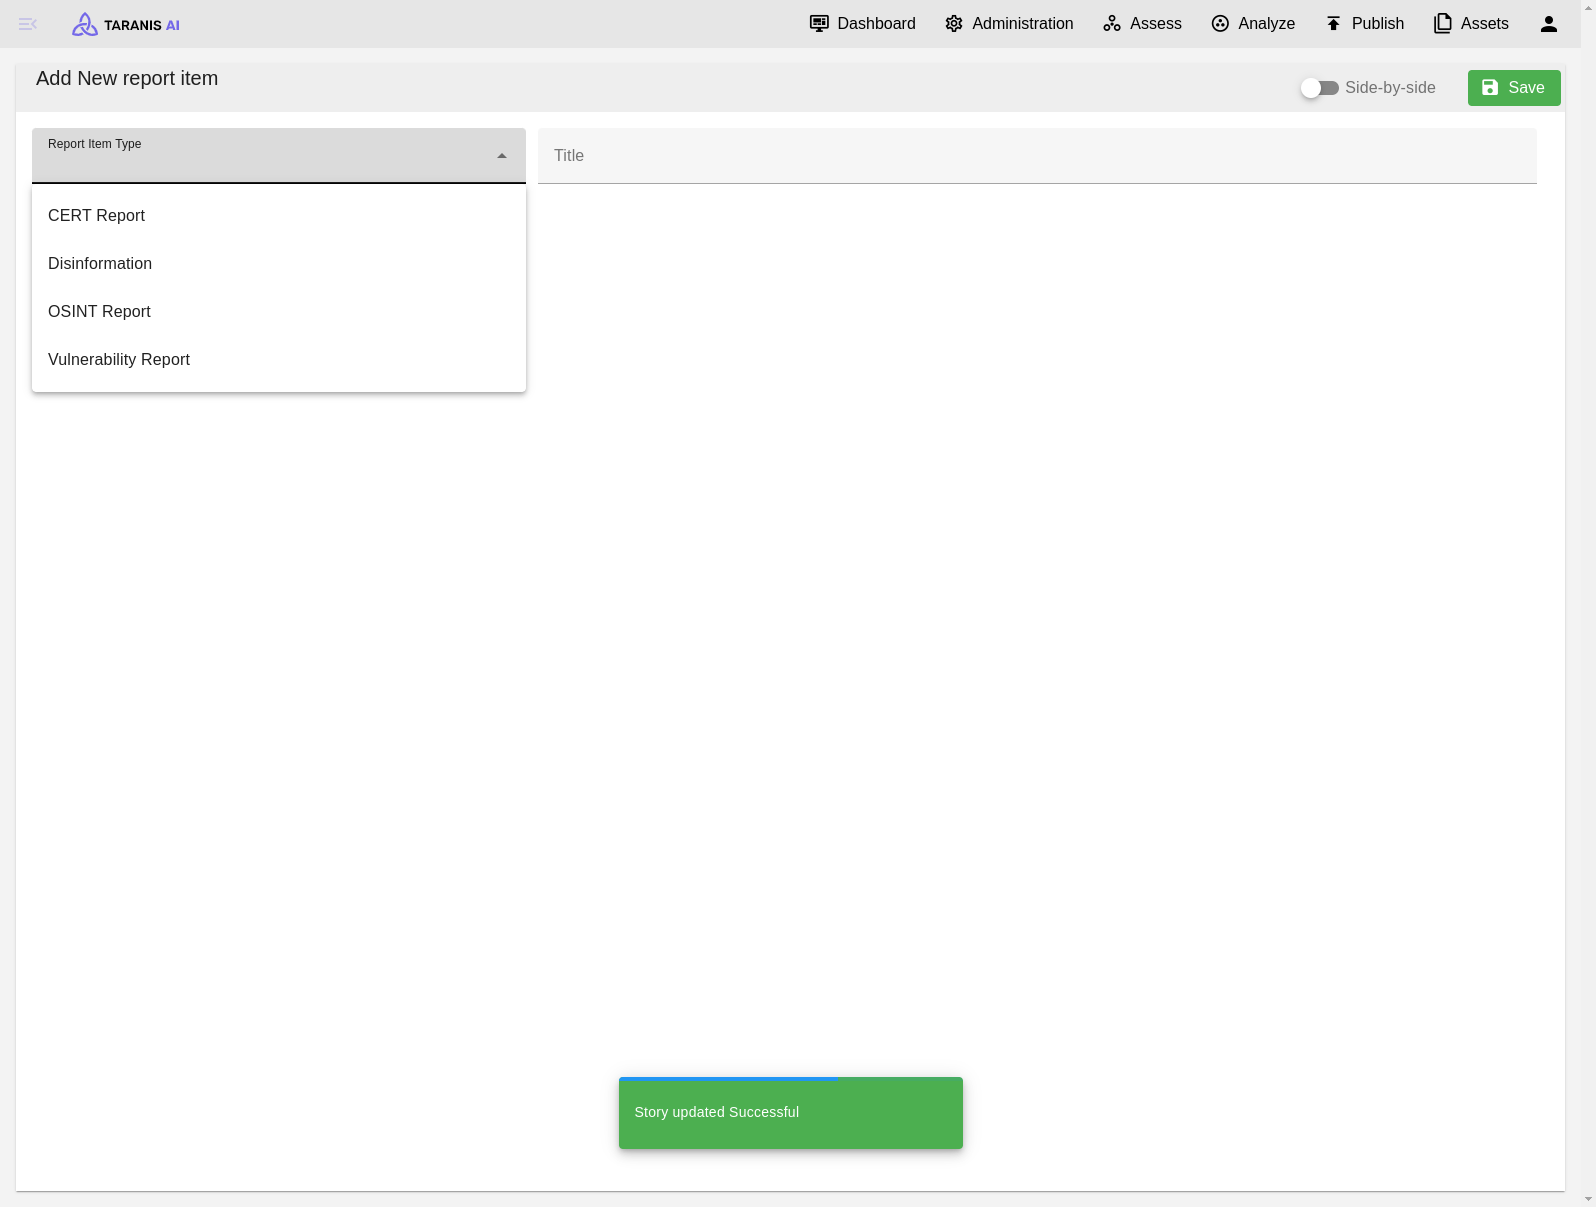 TARANIS AI
Dashboard
Administration
Assess
Analyze
Publish
Assets
Add New report item
Side-by-side
Save
Report Item Type
Title
CERT Report
Disinformation
OSINT Report
Vulnerability Report
Story updated Successful